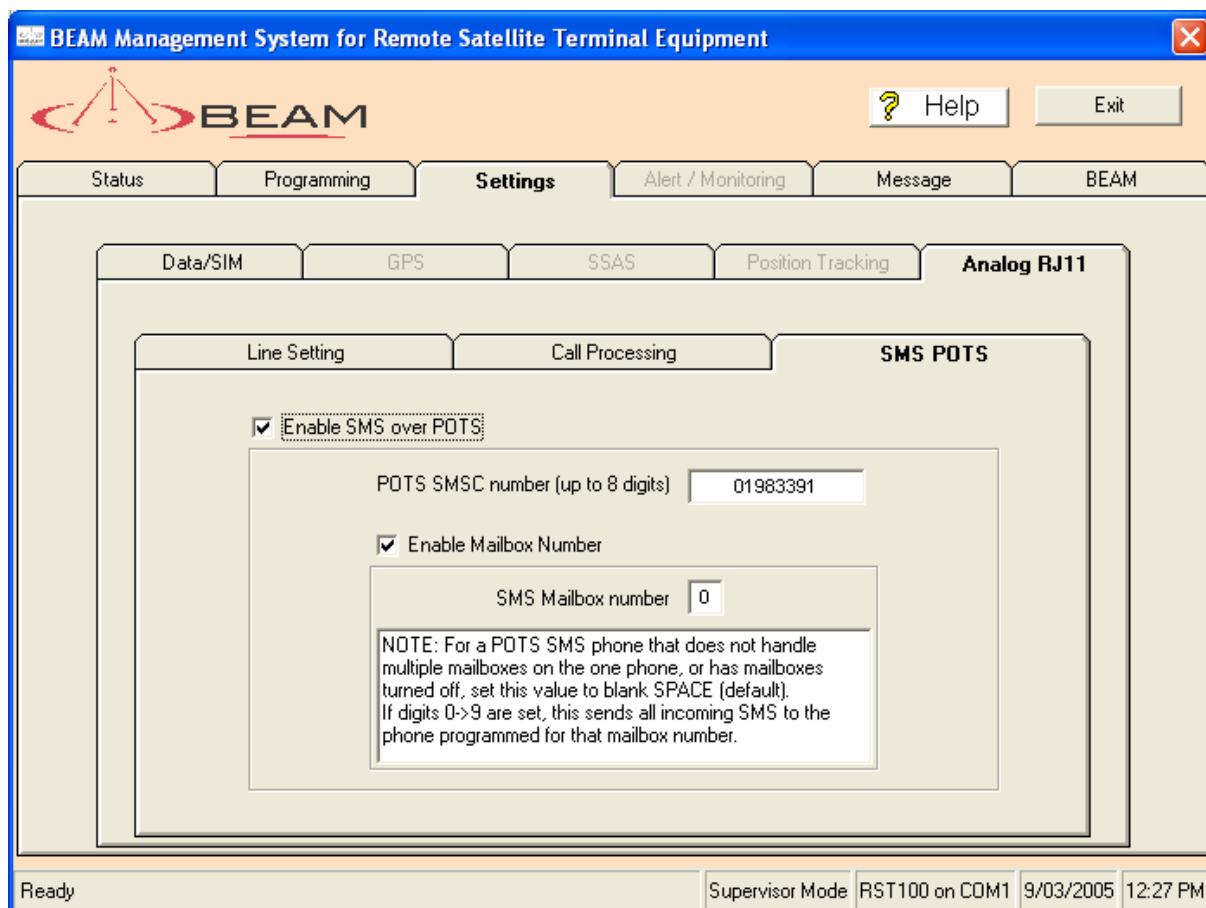 BEAM Management System for Remote Satellite Terminal Equipment
BEAM
? Help
Exit
Status
Programming
Settings
Alert / Monitoring
Message
BEAM
Data/SIM
GPS
SSAS
Position Tracking
Analog RJ11
Line Setting
Call Processing
SMS POTS
Enable SMS over POTS
POTS SMSC number (up to 8 digits) 01983391
Enable Mailbox Number
SMS Mailbox number 0
NOTE: For a POTS SMS phone that does not handle
multiple mailboxes on the one phone, or has mailboxes
turned off, set this value to blank SPACE (default).
If digits 0->9 are set, this sends all incoming SMS to the
phone programmed for that mailbox number.
Ready
Supervisor Mode
RST100 on COM1
9/03/2005
12:27 PM